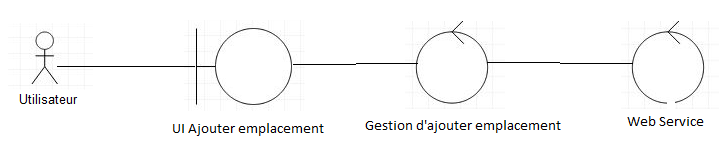 Utilisateur
UI Ajouter emplacement
Gestion d'ajouter emplacement
Web Service